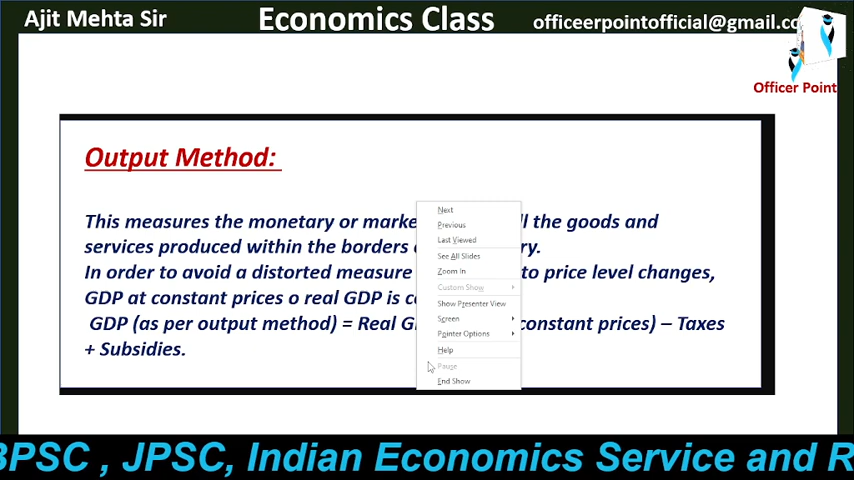 Ajit Mehta Sir
Economics Class
officeerpointofficial@gmail.co
Officer Point
Output Method:
This measures the monetary or marke ll the goods and
services produced within the borders ry.
In order to avoid a distorted measure to price level changes,
GDP at constant prices o real GDP is c
GDP (as per output method) = Real G constant prices) – Taxes
+ Subsidies.
Next
Previous
Last Viewed
See All Slides
Zoom In
Custom Show
Show Presenter View
Screen
Pointer Options
Help
Pause
End Show
BPSC , JPSC, Indian Economics Service and R